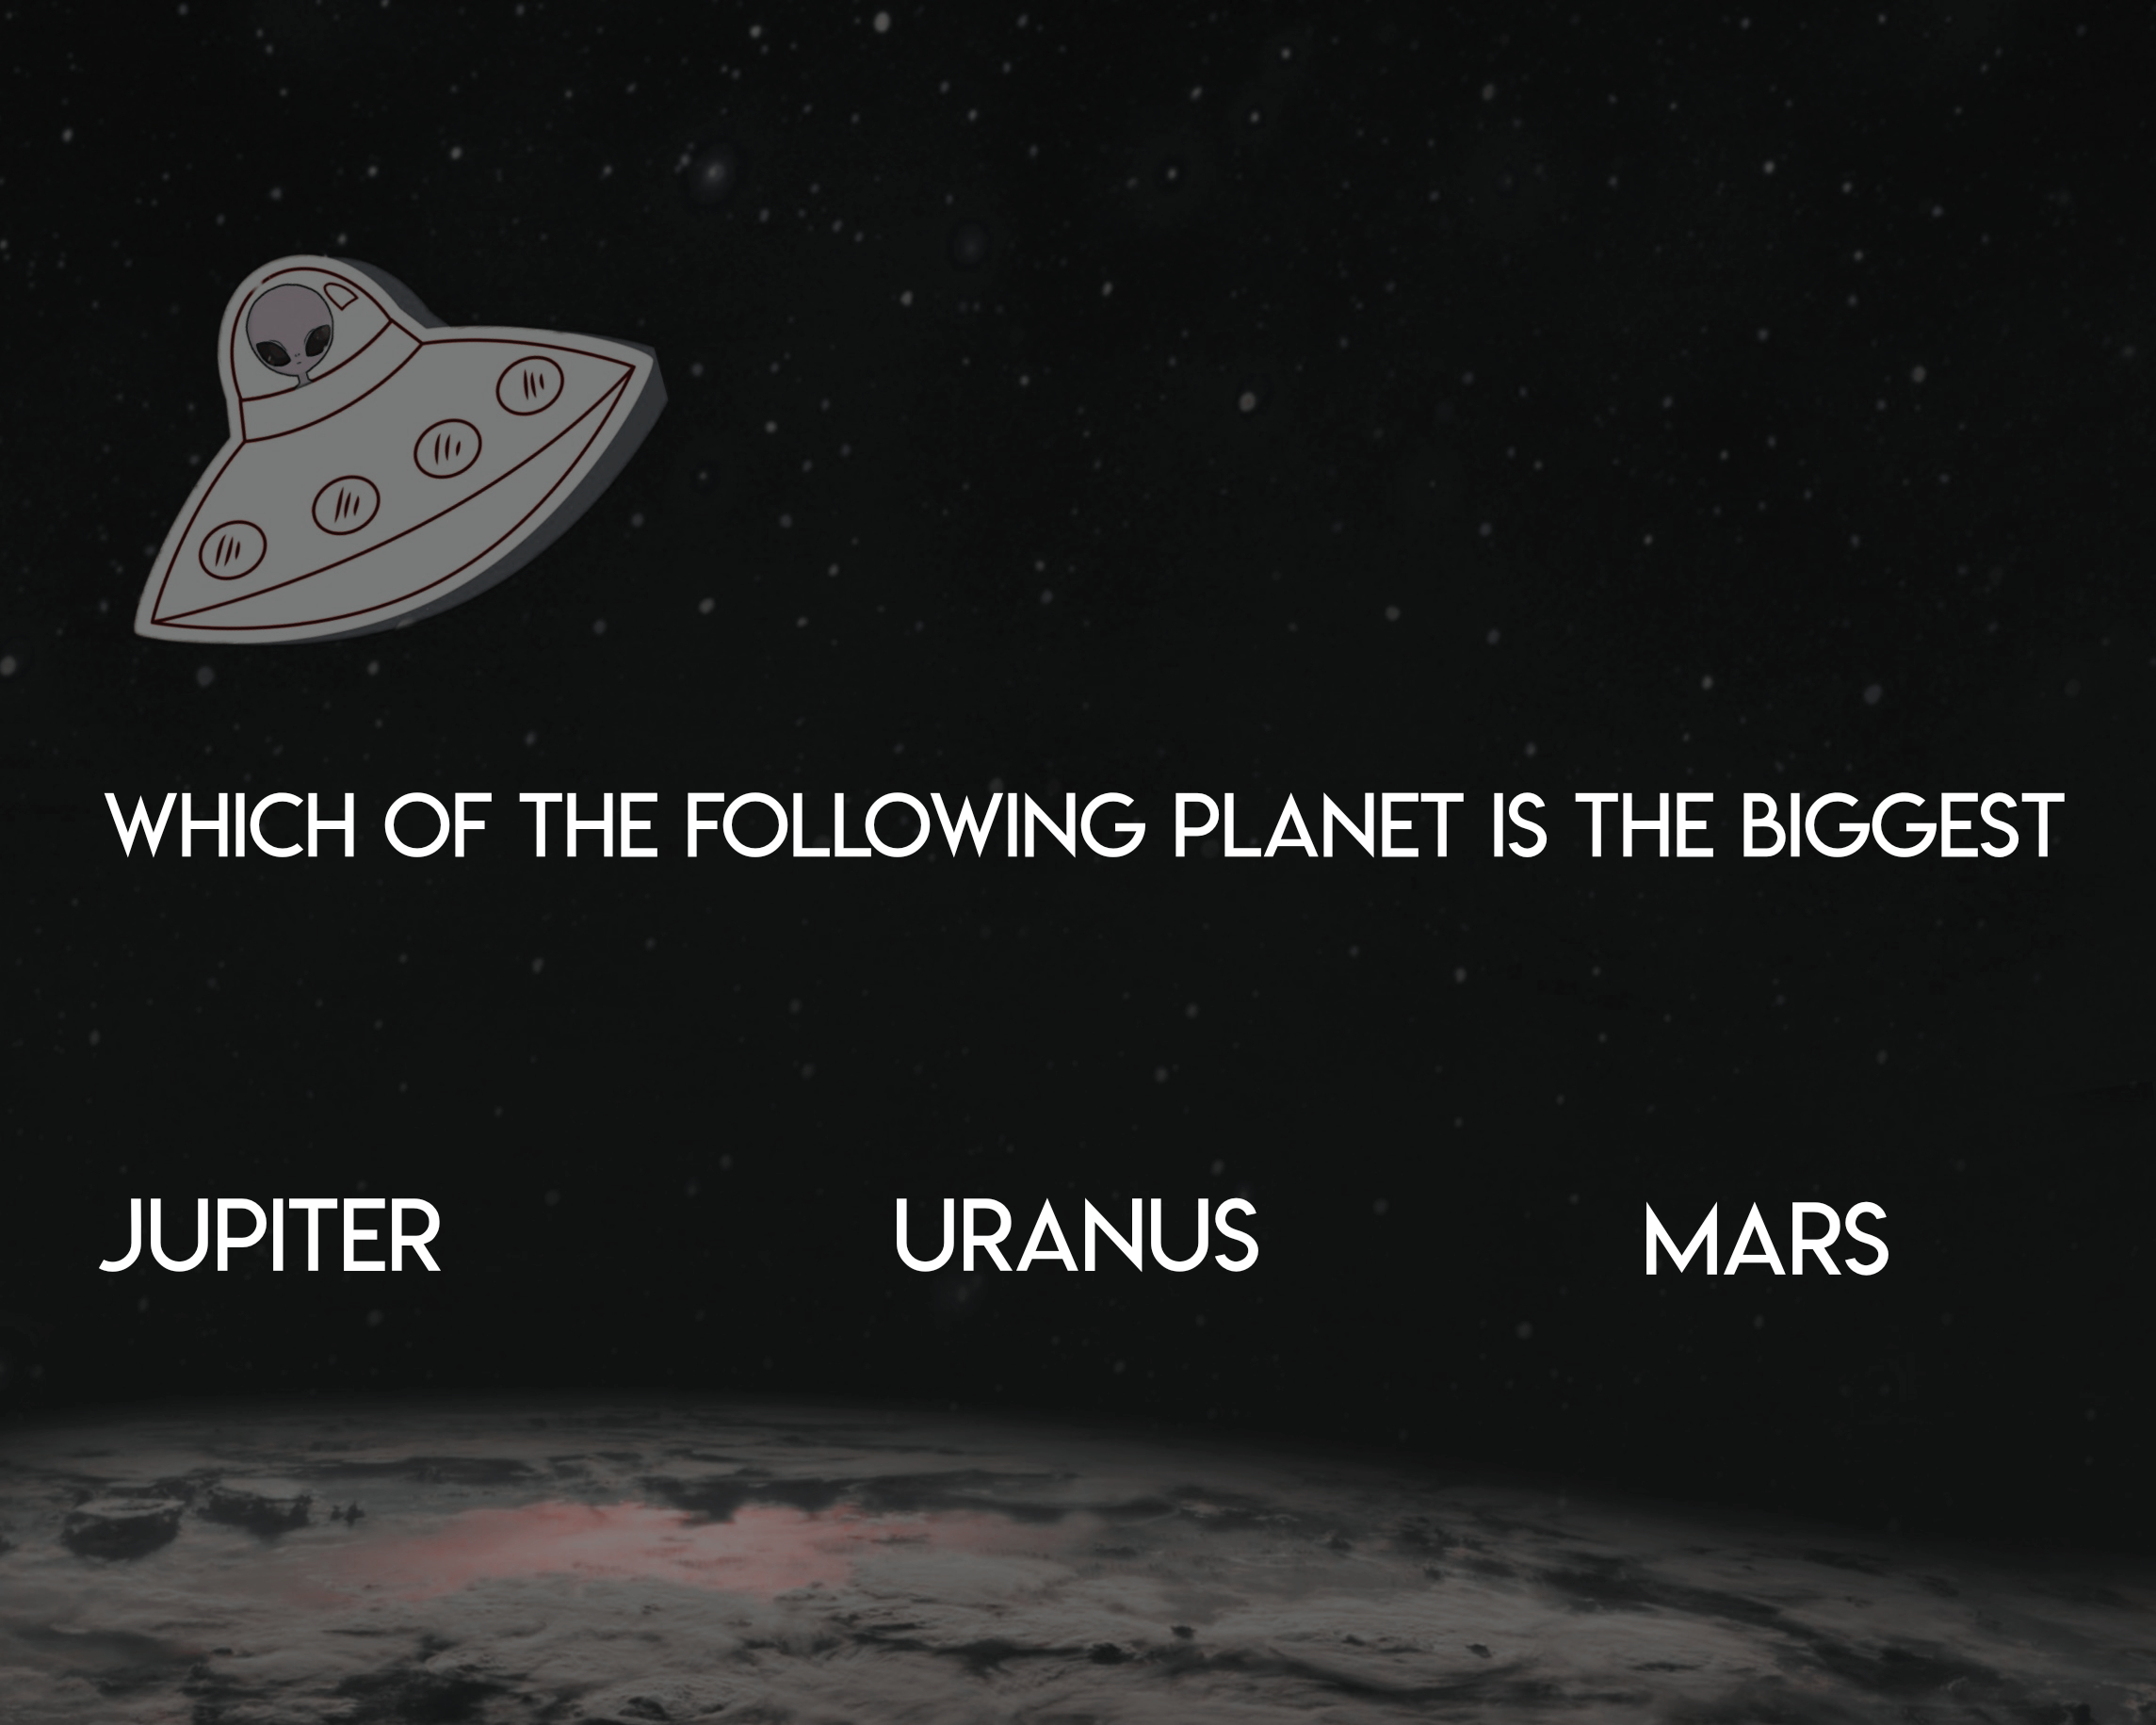 WHICH OF THE FOLLOWING PLANET IS THE BIGGEST
JUPITER URANUS MARS